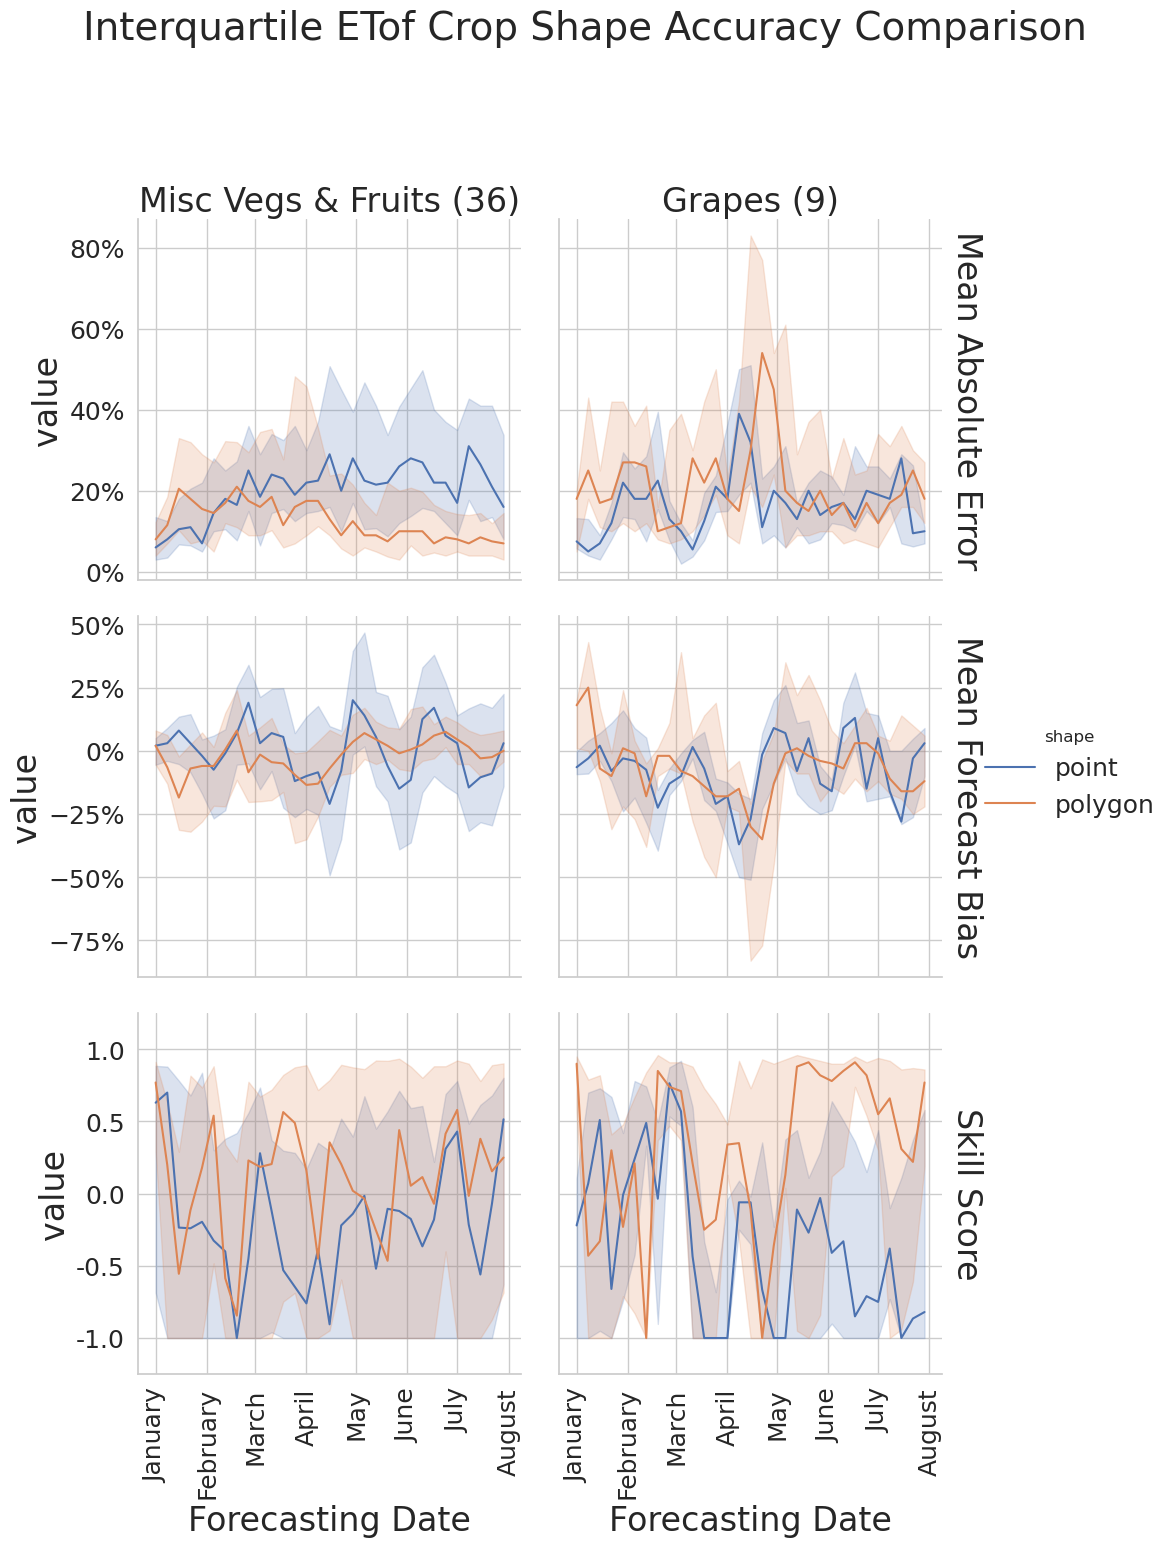 Interquartile ETof Crop Shape Accuracy Comparison
Misc Vegs & Fruits (36)
Grapes (9)
80%
60%
40%
20%
0%
value
Mean Absolute Error
50%
25%
0%
−25%
−50%
−75%
value
Mean Forecast Bias
shape
point
polygon
1.0
0.5
0.0
-0.5
-1.0
value
Skill Score
January
February
March
April
May
June
July
August
January
February
March
April
May
June
July
August
Forecasting Date
Forecasting Date